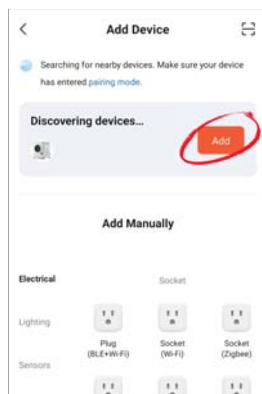 Add Device
Searching for nearby devices. Make sure your device
has entered pairing mode.
Discovering devices...
Add
Add Manually
Electrical
Socket
Lighting
Plug
(BLE+Wi-Fi)
Socket
(Wi-Fi)
Socket
(Zigbee)
Sensors